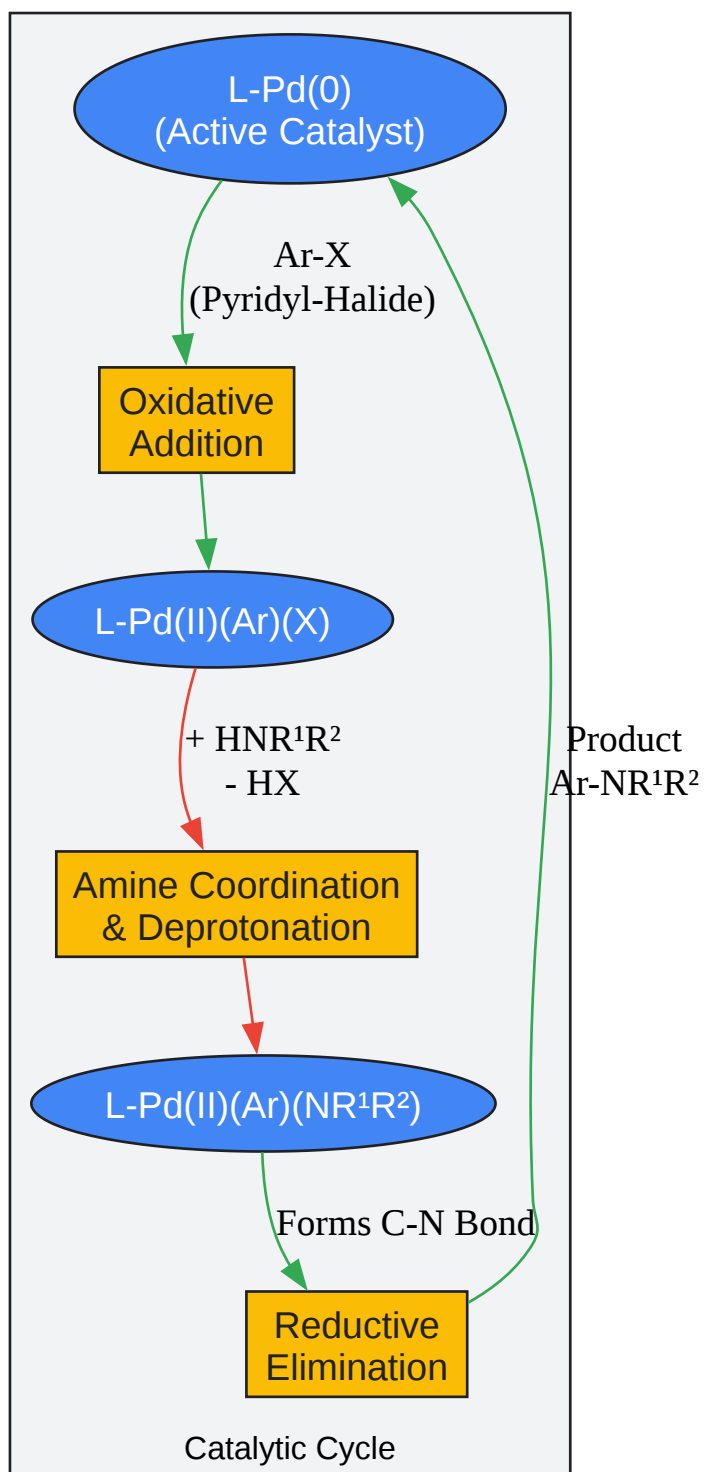 L-Pd(0)
(Active Catalyst)
Ar-X
(Pyridyl-Halide)
Oxidative
Addition
L-Pd(II)(Ar)(X)
+ HNR¹R²
- HX
Product
Ar-NR¹R²
Amine Coordination
& Deprotonation
L-Pd(II)(Ar)(NR¹R²)
Forms C-N Bond
Reductive
Elimination
Catalytic Cycle